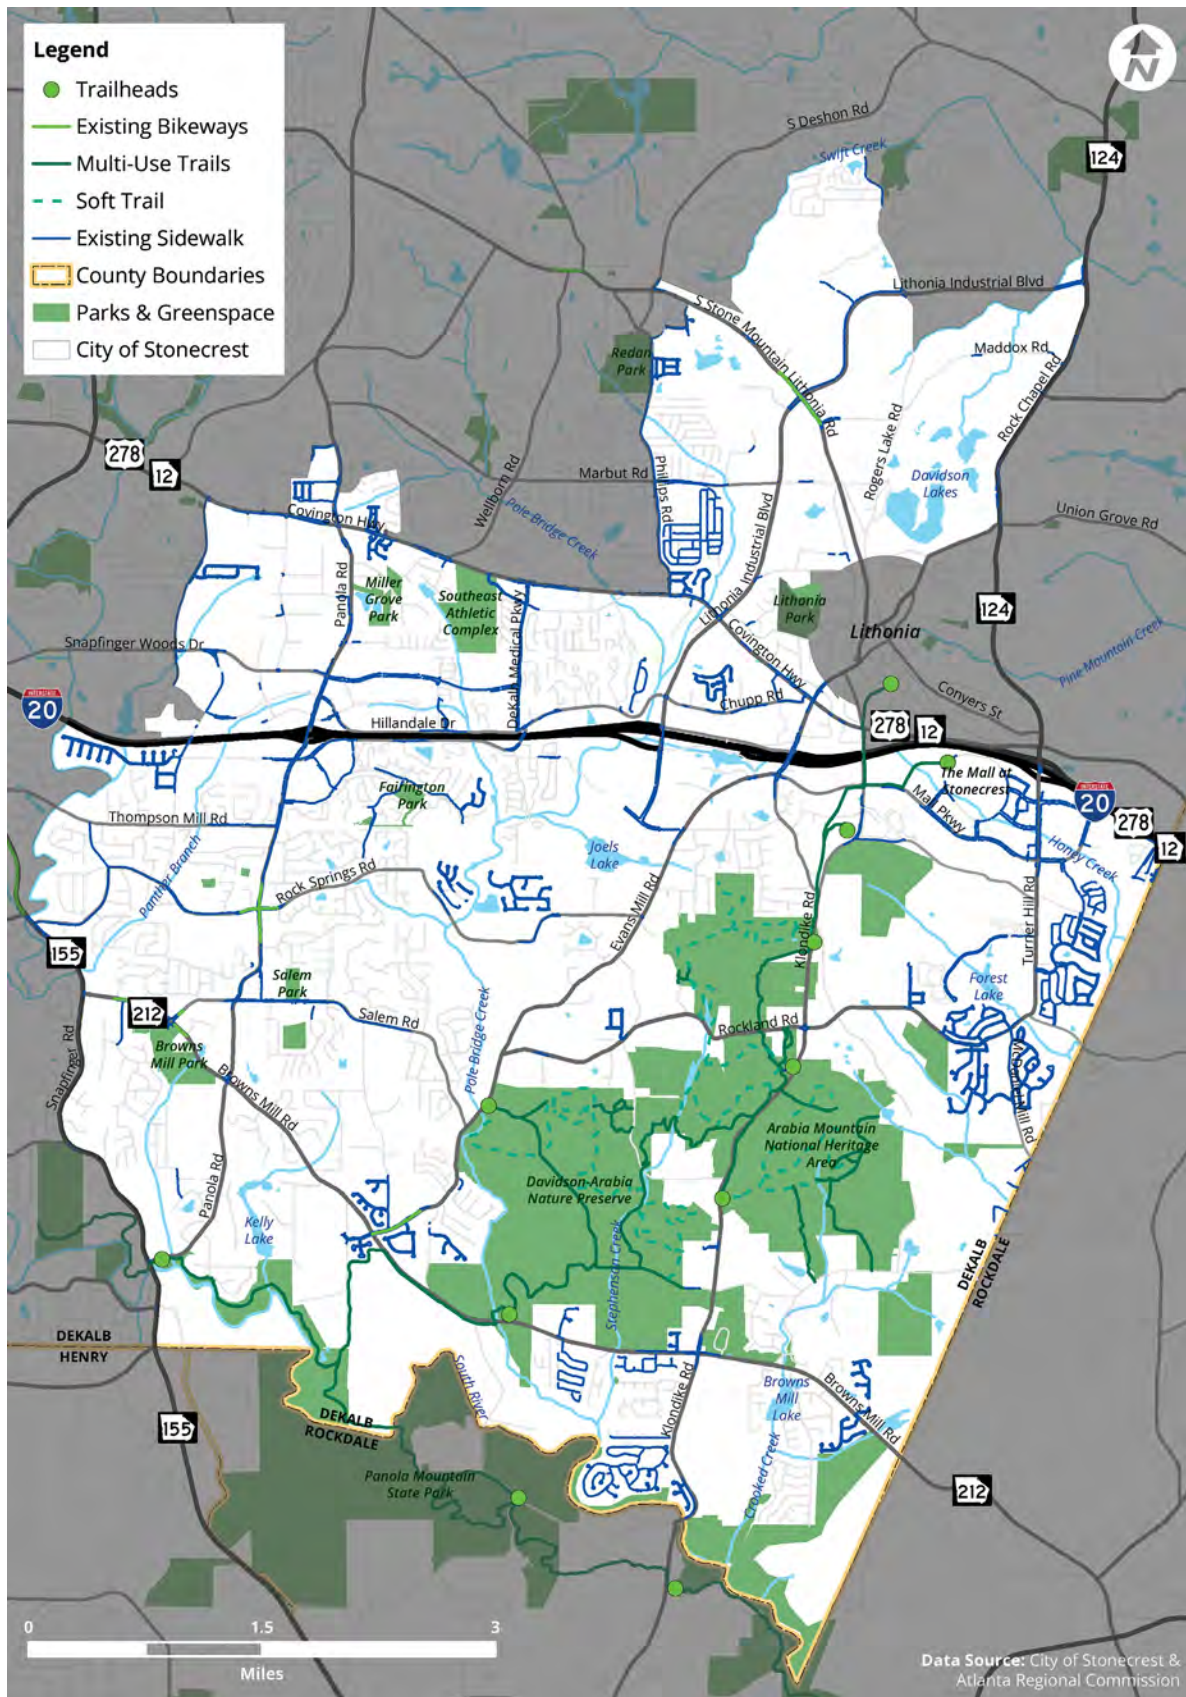 Legend
Trailheads
Existing Bikeways
Multi-Use Trails
Soft Trail
Existing Sidewalk
County Boundaries
Parks & Greenspace
City of Stonecrest
N
S Deshon Rd
Swift Creek
124
Lithonia Industrial Blvd
S Stone Mountain Lithonia Rd
Maddox Rd
Redan
Park
Rock Chapel Rd
Rogers Lake Rd
278
12
Marbut Rd
Phillips Rd
Wellborn Rd
Davidson
Lakes
Covington Hwy
Pole Bridge Creek
Lithonia Industrial Blvd
Union Grove Rd
Panola Rd
Miller
Grove
Park
Southeast
Athletic
Complex
DeKalb Medical Pkwy
Lithonia
Park
124
Lithonia
Snapfinger Woods Dr
Covington Hwy
Pine Mountain Creek
Chupp Rd
Conyers St
INTERSTATE
20
Hillandale Dr
278
12
The Mall at
Stonecrest
Fairington
Park
Mall Pkwy
INTERSTATE
20
278
12
Thompson Mill Rd
Joels
Lake
Honey Creek
Panther Branch
Rock Springs Rd
Evans Mill Rd
Klondike Rd
Turner Hill Rd
155
Salem
Park
Forest
Lake
212
Salem Rd
Rockland Rd
Browns
Mill Park
Pole Bridge Creek
McDaniel Mill Rd
Snapfinger Rd
Browns Mill Rd
Arabia Mountain
National Heritage
Area
Panola Rd
Davidson-Arabia
Nature Preserve
Kelly
Lake
Stephenson Creek
DEKALB
ROCKDALE
DEKALB
HENRY
South River
Klondike Rd
Browns
Mill
Lake
Browns Mill Rd
155
DEKALB
ROCKDALE
Panola Mountain
State Park
Crooked Creek
212
0 1.5 3
Miles
Data Source: City of Stonecrest &
Atlanta Regional Commission